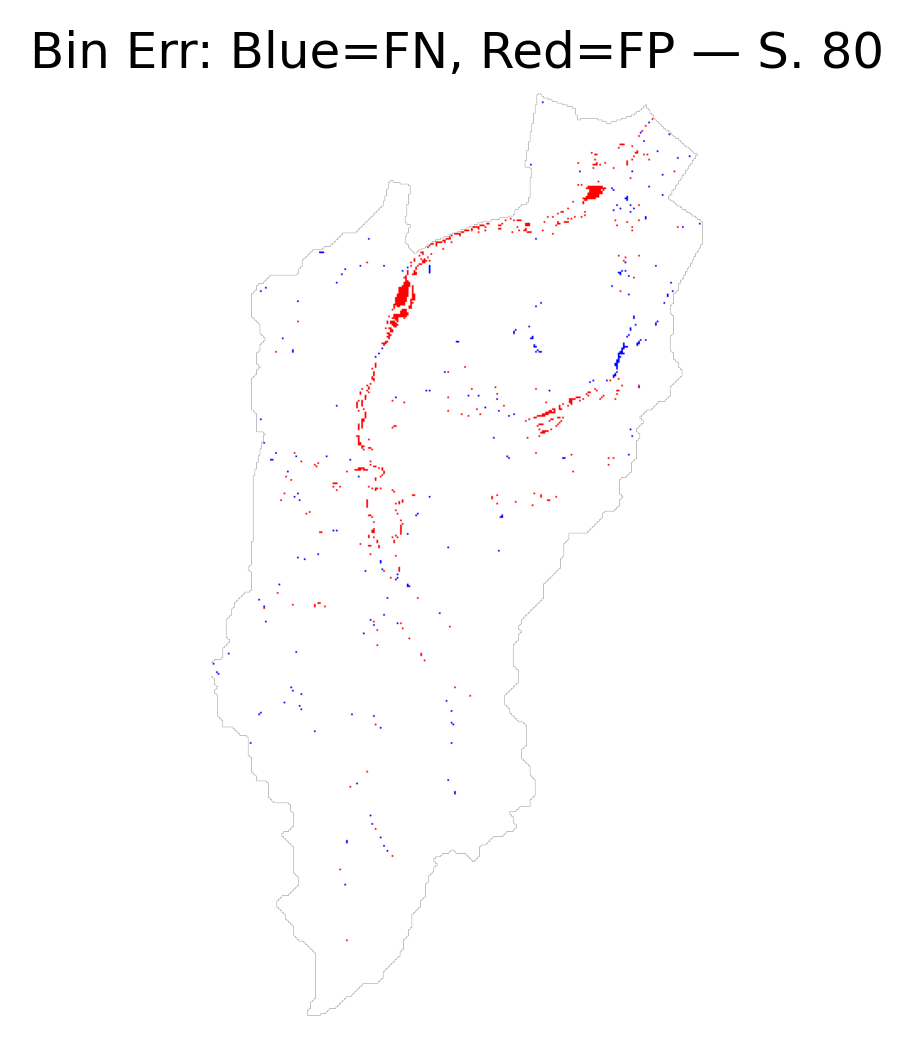 Bin Err: Blue=FN, Red=FP — S. 80